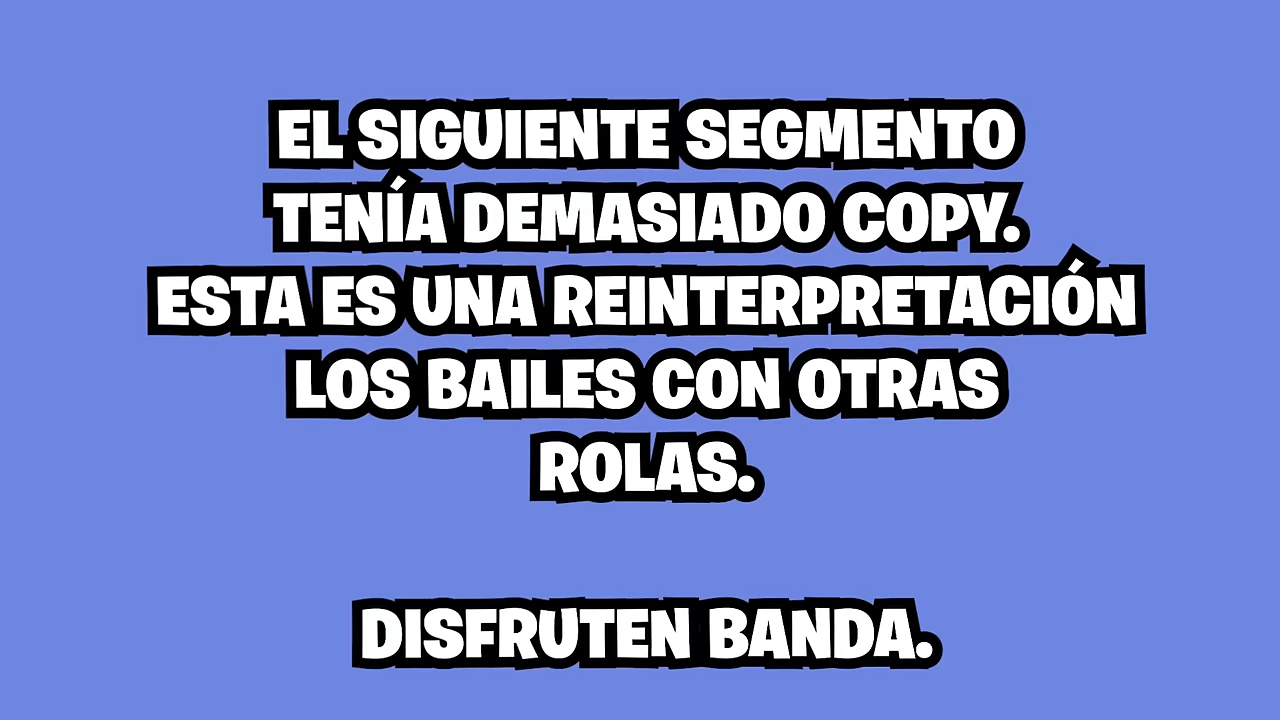 EL SIGUIENTE SEGMENTO
TENÍA DEMASIADO COPY.
ESTA ES UNA REINTERPRETACIÓN
LOS BAILES CON OTRAS
ROLAS.
DISFRUTEN BANDA.